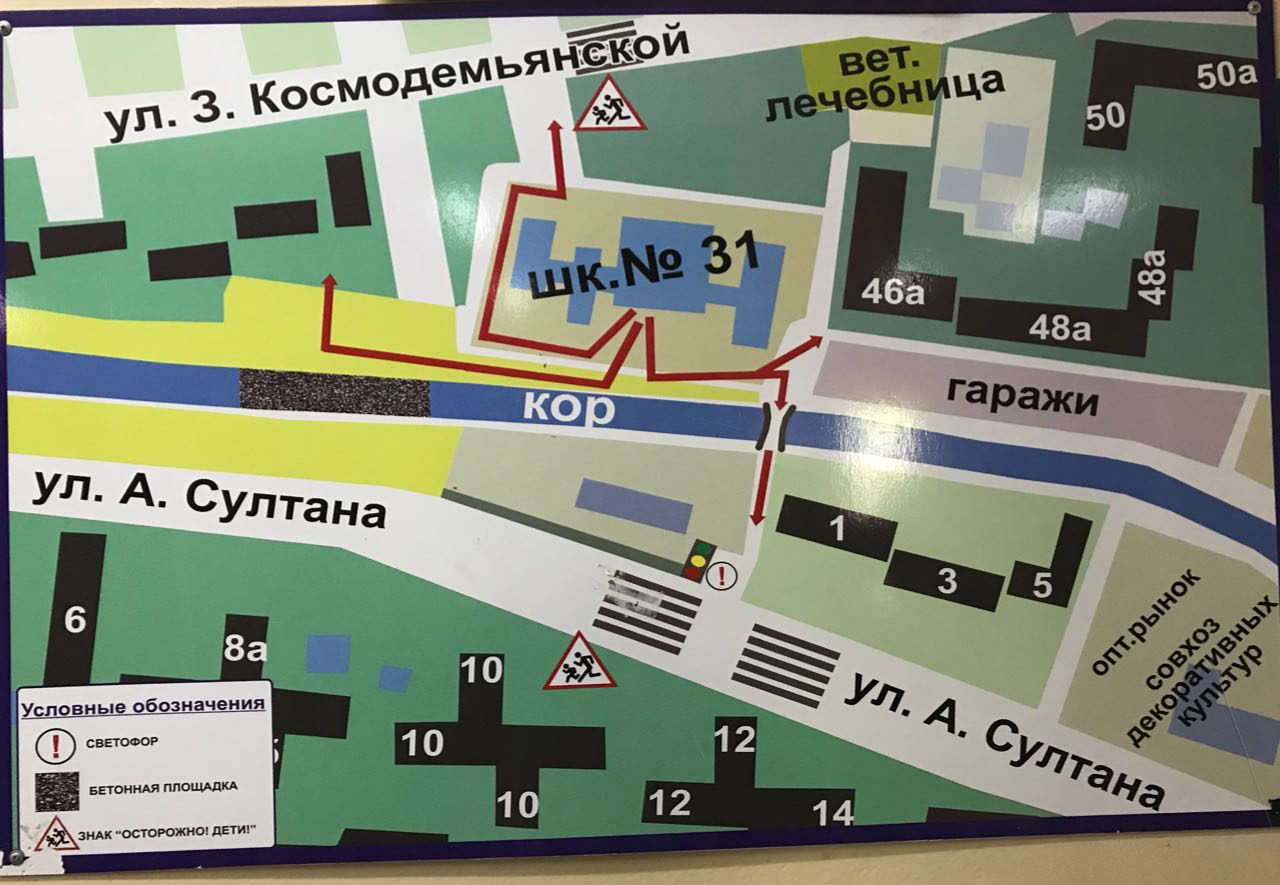 ул. З. Космодемьянской
вет.
лечебница
50а
50
шк.№ 31
46а
48а
48а
гаражи
кор
ул. А. Султана
1
3
5
опт.рынок
совхоз
декоративных
культур
6
8а
10
10
10
12
12
14
ул. А. Султана
Условные обозначения
! СВЕТОФОР
БЕТОННАЯ ПЛОЩАДКА
ЗНАК "ОСТОРОЖНО! ДЕТИ!"
!